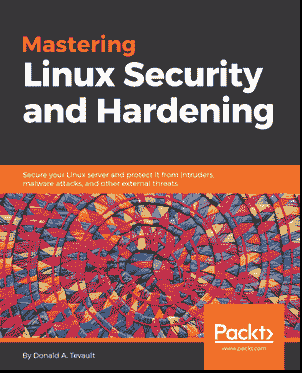 Mastering
Linux Security
and Hardening
Secure your Linux server and protect it from intruders,
malware attacks, and other external threats
Packt>
www.packt.com
By Donald A. Tevault